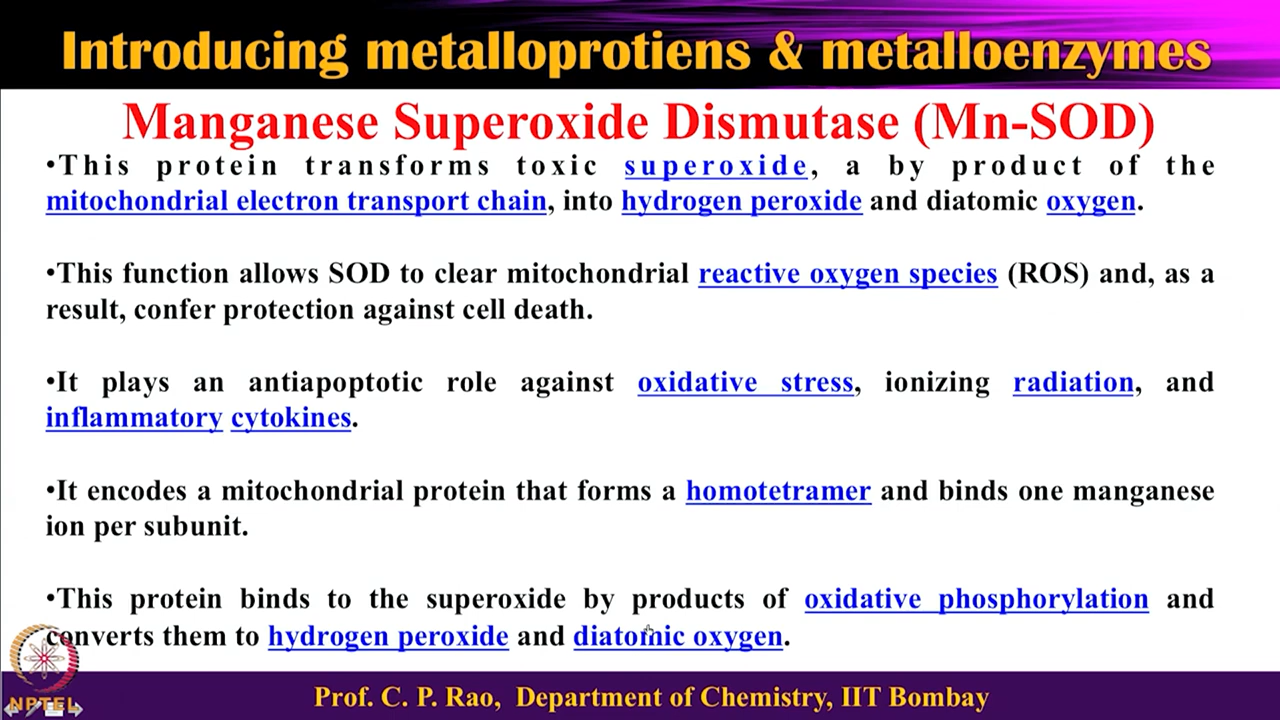 Introducing metalloprotiens & metalloenzymes
Manganese Superoxide Dismutase (Mn-SOD)
•This protein transforms toxic superoxide, a by product of the
mitochondrial electron transport chain, into hydrogen peroxide and diatomic oxygen.
•This function allows SOD to clear mitochondrial reactive oxygen species (ROS) and, as a
result, confer protection against cell death.
•It plays an antiapoptotic role against oxidative stress, ionizing radiation, and
inflammatory cytokines.
•It encodes a mitochondrial protein that forms a homotetramer and binds one manganese
ion per subunit.
•This protein binds to the superoxide by products of oxidative phosphorylation and
converts them to hydrogen peroxide and diatomic oxygen.
NPTEL
Prof. C. P. Rao, Department of Chemistry, IIT Bombay